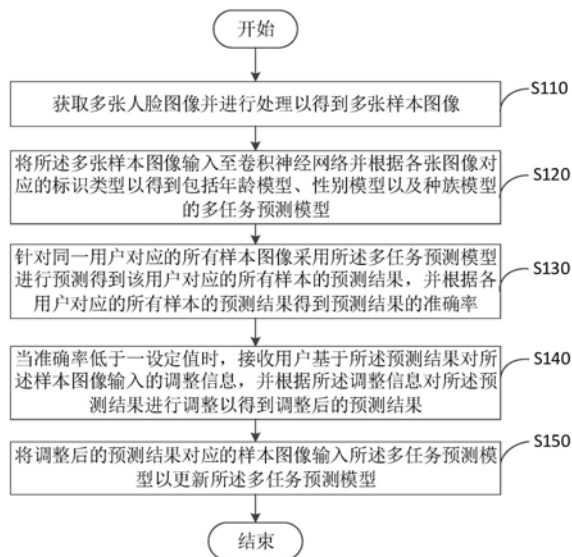 开始
获取多张人脸图像并进行处理以得到多张样本图像
S110
将所述多张样本图像输入至卷积神经网络并根据各张图像对
应的标识类型以得到包括年龄模型、性别模型以及种族模型
的多任务预测模型
S120
针对同一用户对应的所有样本图像采用所述多任务预测模型
进行预测得到该用户对应的所有样本的预测结果，并根据各
用户对应的所有样本的预测结果得到预测结果的准确率
S130
当准确率低于一设定值时，接收用户基于所述预测结果对所
述样本图像输入的调整信息，并根据所述调整信息对所述预
测结果进行调整以得到调整后的预测结果
S140
将调整后的预测结果对应的样本图像输入所述多任务预测模
型以更新所述多任务预测模型
S150
结束